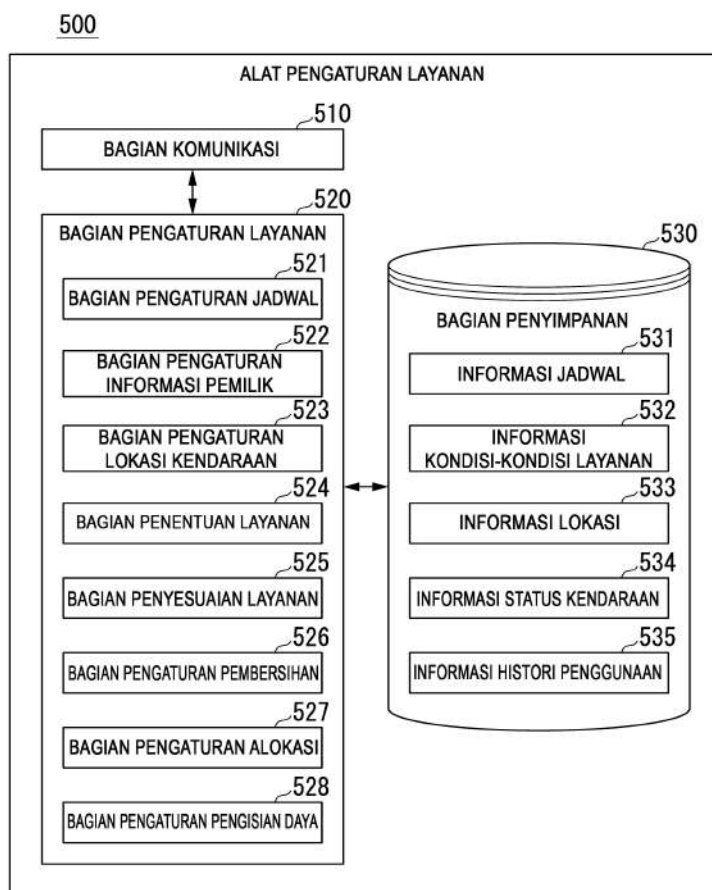 500
ALAT PENGATURAN LAYANAN
510
BAGIAN KOMUNIKASI
520
BAGIAN PENGATURAN LAYANAN
521
BAGIAN PENGATURAN JADWAL
522
BAGIAN PENGATURAN
INFORMASI PEMILIK
523
BAGIAN PENGATURAN
LOKASI KENDARAAN
524
BAGIAN PENENTUAN LAYANAN
525
BAGIAN PENYESUAIAN LAYANAN
526
BAGIAN PENGATURAN PEMBERSIHAN
527
BAGIAN PENGATURAN ALOKASI
528
BAGIAN PENGATURAN PENGISIAN DAYA
530
BAGIAN PENYIMPANAN
531
INFORMASI JADWAL
532
INFORMASI
KONDISI-KONDISI LAYANAN
533
INFORMASI LOKASI
534
INFORMASI STATUS KENDARAAN
535
INFORMASI HISTORI PENGGUNAAN